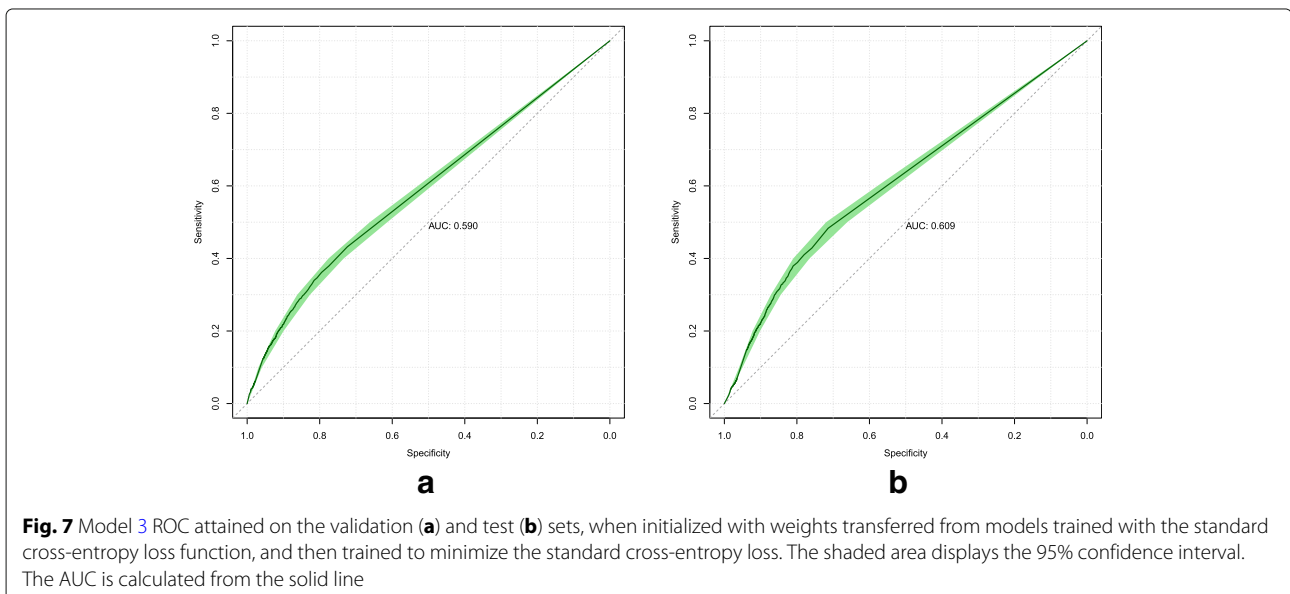 1.0
0.8
0.6
0.4
0.2
0.0
Sensitivity
AUC: 0.590
1.0 0.8 0.6 0.4 0.2 0.0
Specificity
a
1.0
0.8
0.6
0.4
0.2
0.0
Sensitivity
AUC: 0.609
1.0 0.8 0.6 0.4 0.2 0.0
Specificity
b
Fig. 7 Model 3 ROC attained on the validation (a) and test (b) sets, when initialized with weights transferred from models trained with the standard
cross-entropy loss function, and then trained to minimize the standard cross-entropy loss. The shaded area displays the 95% confidence interval.
The AUC is calculated from the solid line